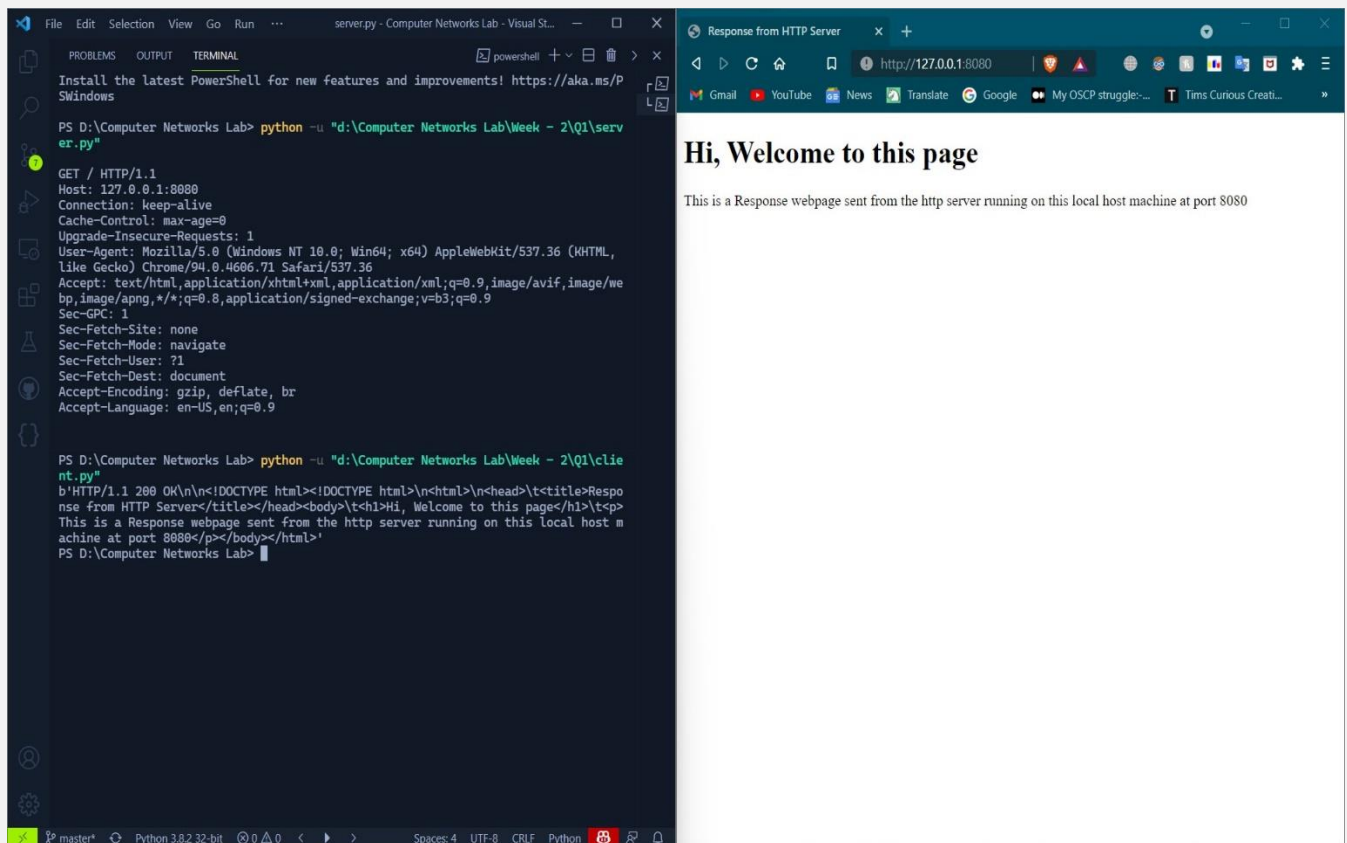 File Edit Selection View Go Run ··· server.py - Computer Networks Lab - Visual St...
PROBLEMS OUTPUT TERMINAL powershell
Install the latest PowerShell for new features and improvements! https://aka.ms/P
SWindows
PS D:\Computer Networks Lab> python -u "d:\Computer Networks Lab\Week - 2\Q1\serv
er.py"
GET / HTTP/1.1
Host: 127.0.0.1:8080
Connection: keep-alive
Cache-Control: max-age=0
Upgrade-Insecure-Requests: 1
User-Agent: Mozilla/5.0 (Windows NT 10.0; Win64; x64) AppleWebKit/537.36 (KHTML,
like Gecko) Chrome/94.0.4606.71 Safari/537.36
Accept: text/html,application/xhtml+xml,application/xml;q=0.9,image/avif,image/we
bp,image/apng,*/*;q=0.8,application/signed-exchange;v=b3;q=0.9
Sec-GPC: 1
Sec-Fetch-Site: none
Sec-Fetch-Mode: navigate
Sec-Fetch-User: ?1
Sec-Fetch-Dest: document
Accept-Encoding: gzip, deflate, br
Accept-Language: en-US,en;q=0.9
PS D:\Computer Networks Lab> python -u "d:\Computer Networks Lab\Week - 2\Q1\clie
nt.py"
b'HTTP/1.1 200 OK\n\n<!DOCTYPE html><!DOCTYPE html>\n<html>\n<head>\t<title>Respo
nse from HTTP Server</title></head><body>\t<h1>Hi, Welcome to this page</h1>\t<p>
This is a Response webpage sent from the http server running on this local host m
achine at port 8080</p></body></html>'
PS D:\Computer Networks Lab>
7
master* Python 3.8.2 32-bit 0 0 Spaces: 4 UTF-8 CRLF Python
Response from HTTP Server
http://127.0.0.1:8080
Gmail YouTube News Translate Google My OSCP struggle:-... Tims Curious Creati... »
Hi, Welcome to this page
This is a Response webpage sent from the http server running on this local host machine at port 8080